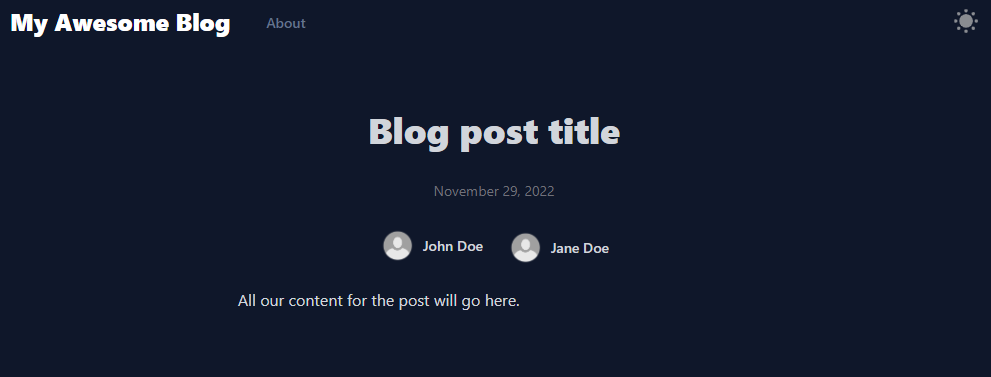 My Awesome Blog About
Blog post title
November 29, 2022
John Doe Jane Doe
All our content for the post will go here.